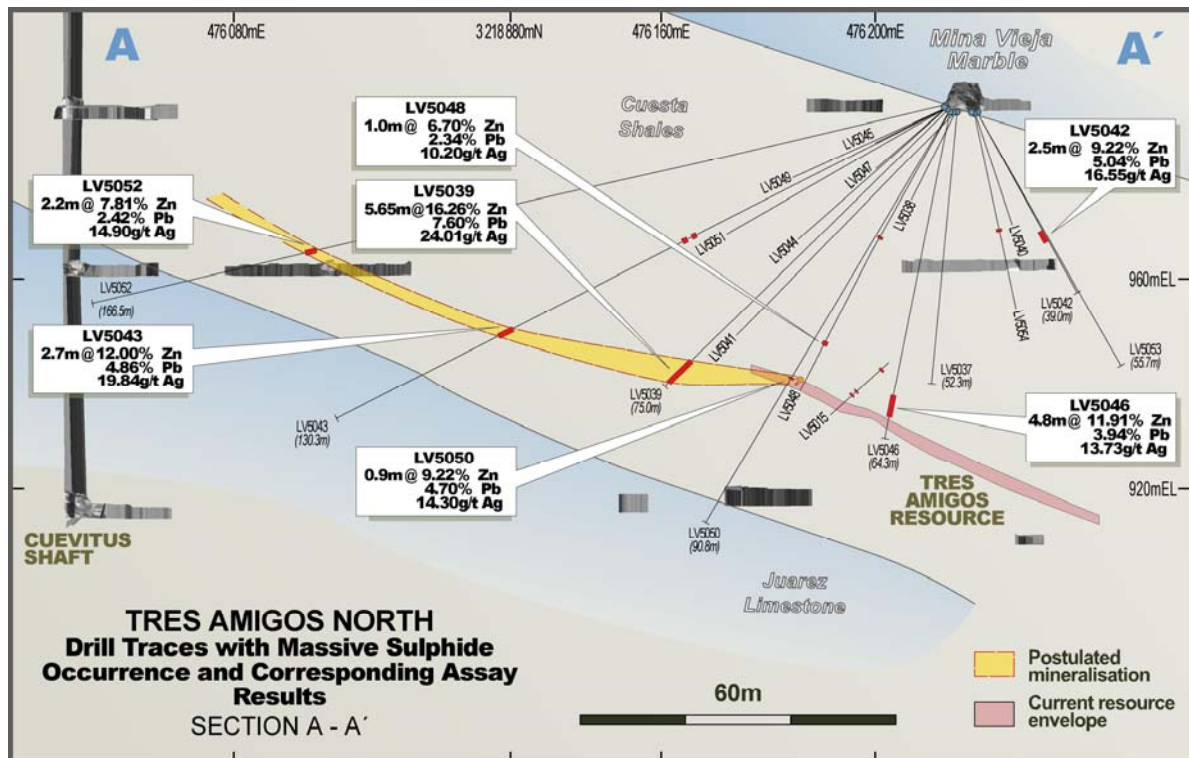 A
476 080mE
3 218 880mN
476 160mE
476 200mE
A´
Mina Vieja
Marble
Cuesta
Shales
LV5048
1.0m@ 6.70% Zn
2.34% Pb
10.20g/t Ag
LV5042
2.5m@ 9.22% Zn
5.04% Pb
16.55g/t Ag
LV5052
2.2m@ 7.81% Zn
2.42% Pb
14.90g/t Ag
LV5039
5.65m@16.26% Zn
7.60% Pb
24.01g/t Ag
LV5045
LV5049
LV5047
LV5051
LV5038
LV5044
LV5040
LV5052
(166.5m)
960mEL
LV5042
(39.0m)
LV5054
LV5043
2.7m@12.00% Zn
4.86% Pb
19.84g/t Ag
LV5041
LV5053
(55.7m)
LV5037
(52.3m)
LV5039
(75.0m)
LV5048
LV5015
LV5043
(130.3m)
LV5046
4.8m@ 11.91% Zn
3.94% Pb
13.73g/t Ag
LV5046
(64.3m)
LV5050
0.9m@ 9.22% Zn
4.70% Pb
14.30g/t Ag
TRES
AMIGOS
RESOURCE
920mEL
CUEVITUS
SHAFT
LV5050
(90.8m)
Juarez
Limestone
TRES AMIGOS NORTH
Drill Traces with Massive Sulphide
Occurrence and Corresponding Assay
Results
SECTION A - A´
60m
Postulated
mineralisation
Current resource
envelope